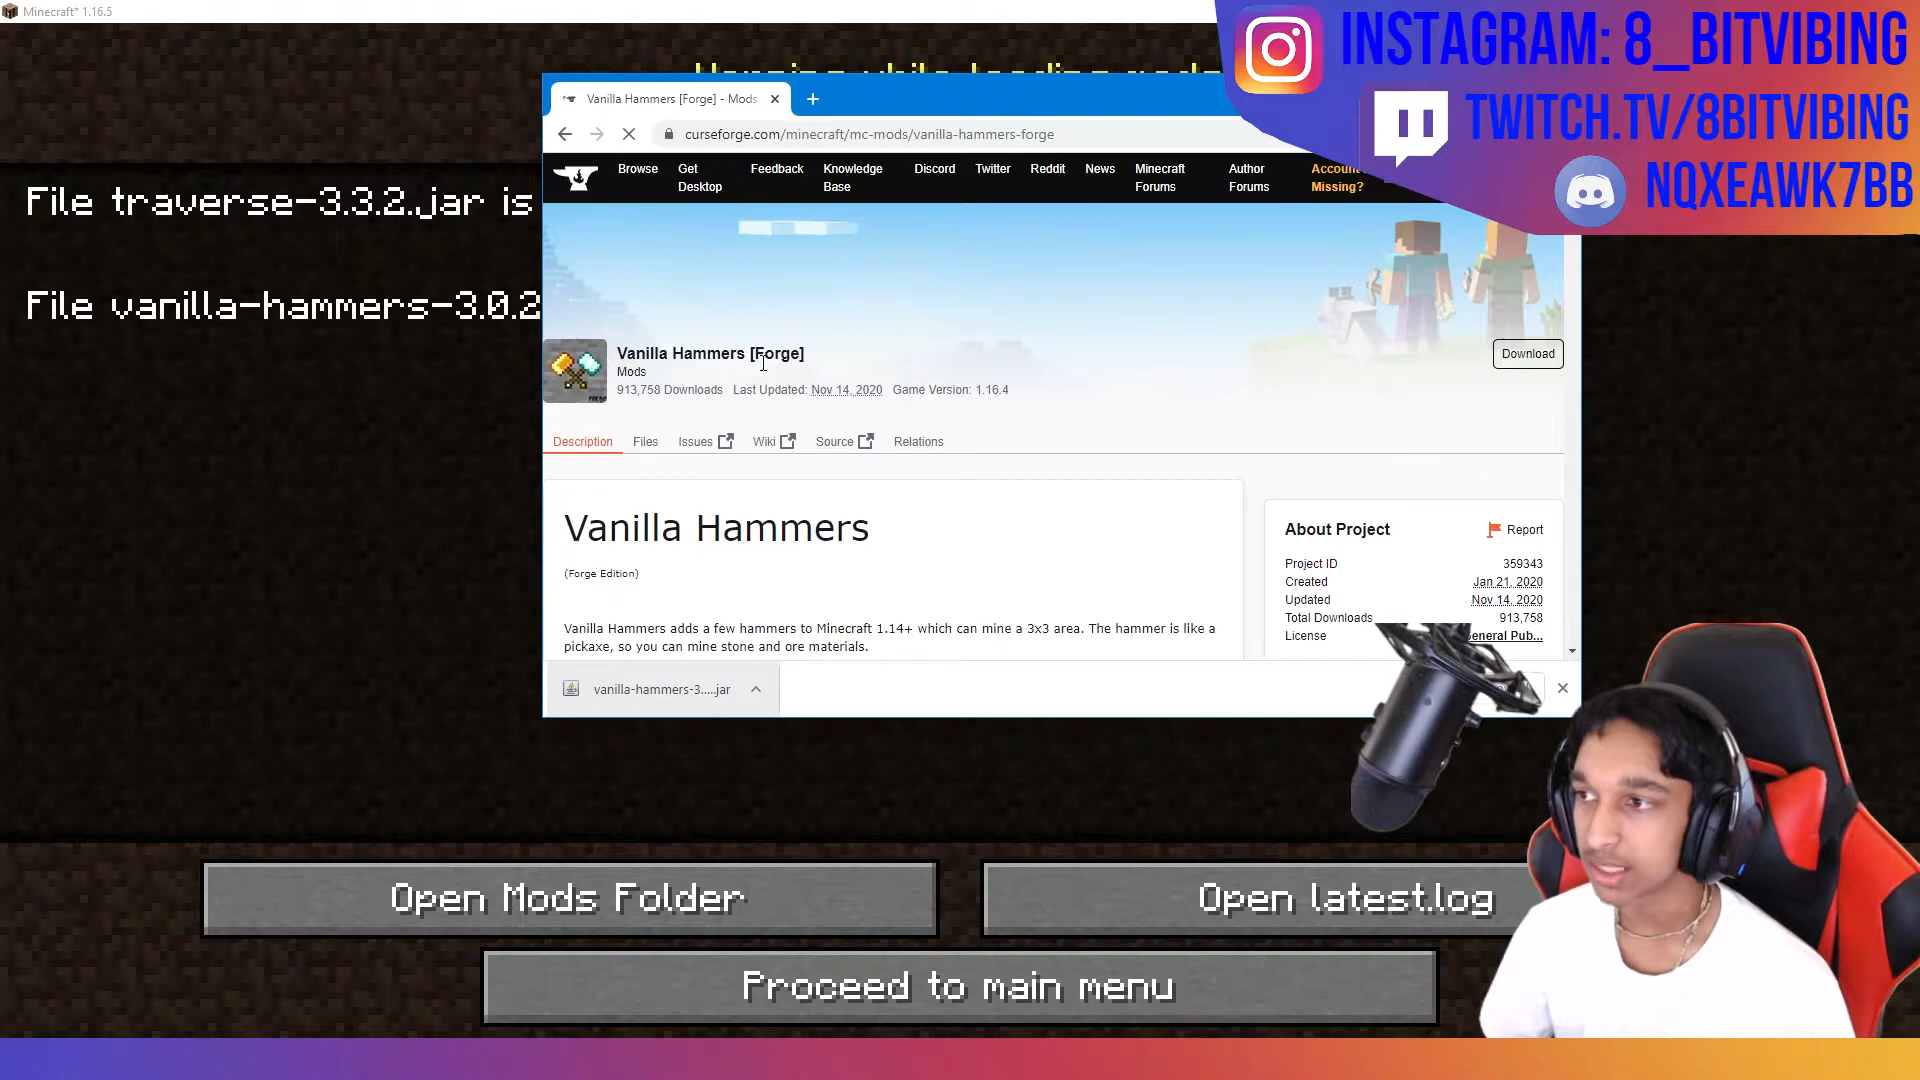 Minecraft* 1.16.5
INSTAGRAM: 8_BITVIBING
TWITCH.TV/8BITVIBING
NQXEAWK7BB
Vanilla Hammers [Forge] - Mods
curseforge.com/minecraft/mc-mods/vanilla-hammers-forge
Browse
Get Desktop
Feedback
Knowledge Base
Discord
Twitter
Reddit
News
Minecraft Forums
Author Forums
Account Missing?
File traverse-3.3.2.jar is
File vanilla-hammers-3.0.2
Vanilla Hammers [Forge]
Mods
913,758 Downloads Last Updated: Nov 14, 2020 Game Version: 1.16.4
Download
Description Files Issues Wiki Source Relations
Vanilla Hammers
(Forge Edition)
Vanilla Hammers adds a few hammers to Minecraft 1.14+ which can mine a 3x3 area. The hammer is like a
pickaxe, so you can mine stone and ore materials.
About Project
Report
Project ID 359343
Created Jan 21, 2020
Updated Nov 14, 2020
Total Downloads 913,758
License General Pub...
vanilla-hammers-3.....jar
Open Mods Folder
Open latest.log
Proceed to main menu